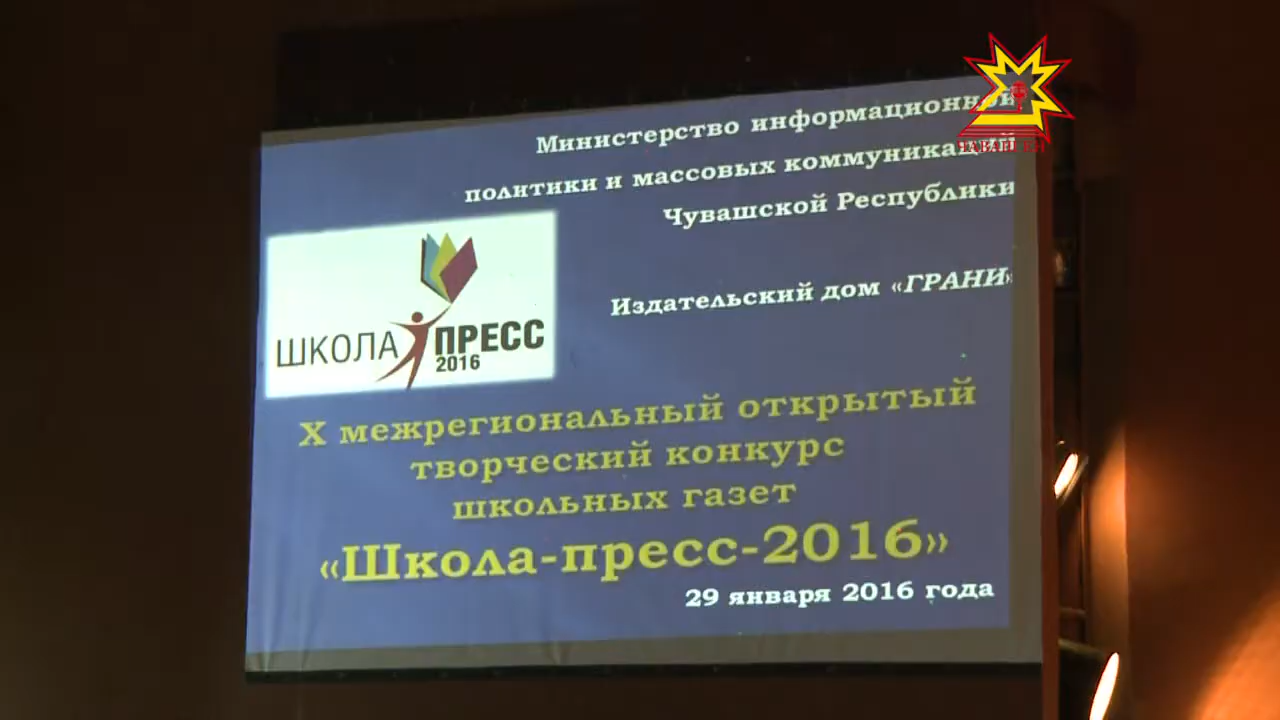 Министерство информационной
политики и массовых коммуникаций
Чувашской Республики
Издательский дом «ГРАНИ»
ШКОЛА ПРЕСС
2016
X межрегиональный открытый
творческий конкурс
школьных газет
«Школа-пресс-2016»
29 января 2016 года